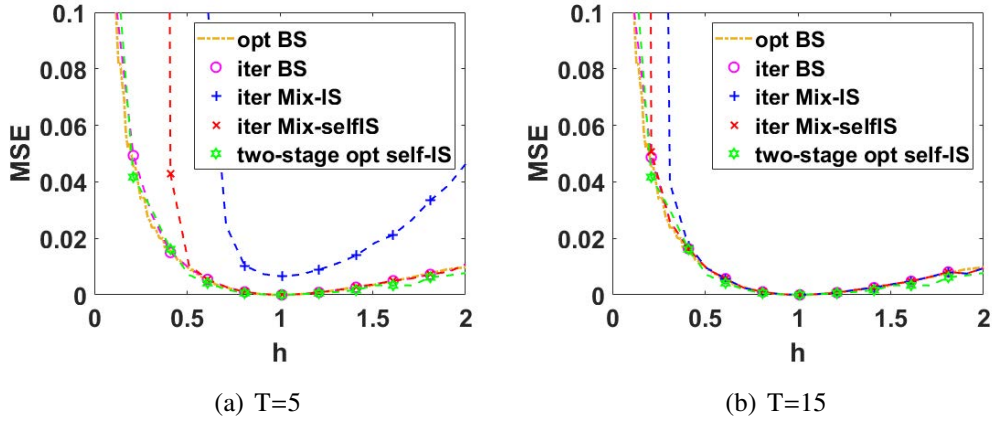 0.1
0.08
0.06
0.04
0.02
0
MSE
opt BS
iter BS
iter Mix-IS
iter Mix-selfIS
two-stage opt self-IS
0 0.5 1 1.5 2
h
(a) T=5
0.1
0.08
0.06
0.04
0.02
0
MSE
opt BS
iter BS
iter Mix-IS
iter Mix-selfIS
two-stage opt self-IS
0 0.5 1 1.5 2
h
(b) T=15